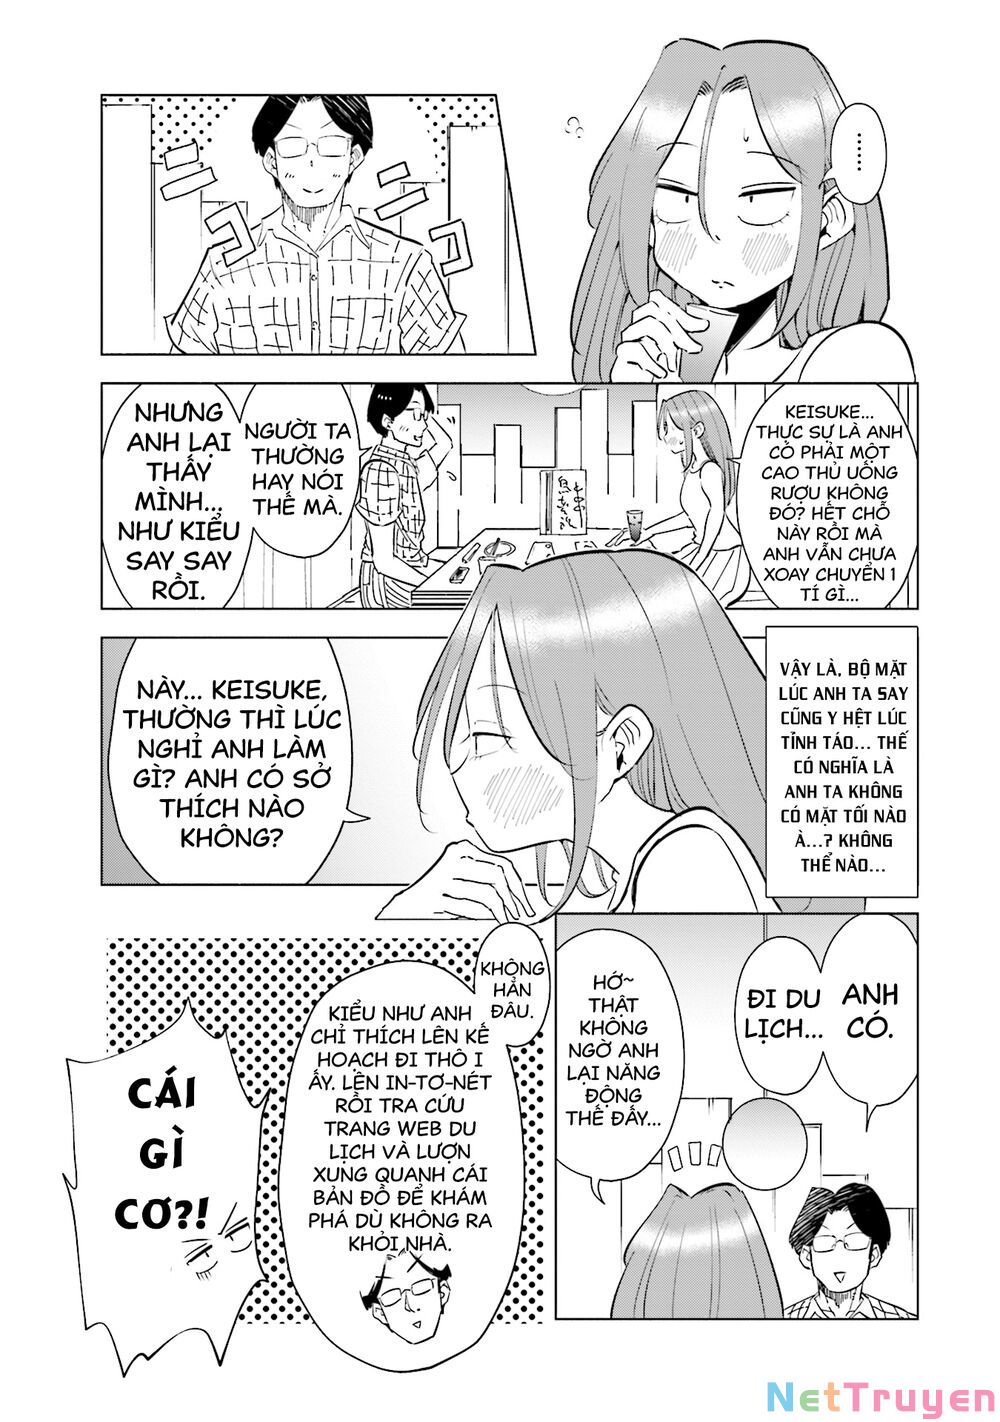 .......
ニコ
ニコ
KEISUKE...
THỰC SỰ LÀ ANH
CÓ PHẢI MỘT
CAO THỦ UỐNG
RƯỢU KHÔNG
ĐÓ? HẾT CHỖ
NÀY RỒI MÀ
ANH VẪN CHƯA
XOAY CHUYỂN 1
TÍ GÌ...
NGƯỜI TA
THƯỜNG
HAY NÓI
THẾ MÀ.
NHƯNG
ANH LẠI
THẤY
MÌNH...
NHƯ KIỂU
SAY SAY
RỒI.
VẬY LÀ, BỘ MẶT
LÚC ANH TA SAY
CŨNG Y HỆT LÚC
TỈNH TÁO... THẾ
CÓ NGHĨA LÀ
ANH TA KHÔNG
CÓ MẶT TỐI NÀO
À...? KHÔNG
THỂ NÀO...
NÀY... KEISUKE,
THƯỜNG THÌ LÚC
NGHỈ ANH LÀM
GÌ? ANH CÓ SỞ
THÍCH NÀO
KHÔNG?
ANH
CÓ.
ĐI DU
LỊCH...
HỚ~
THẬT
KHÔNG
NGỜ ANH
LẠI NĂNG
ĐỘNG
THẾ ĐẤY...
KHÔNG
HẲN
ĐÂU.
KIỂU NHƯ ANH
CHỈ THÍCH LÊN KẾ
HOẠCH ĐI THÔ I
ẤY. LÊN IN-TƠ-NÉT
RỒI TRA CỨU
TRANG WEB DU
LỊCH VÀ LƯỢN
XUNG QUANH CÁI
BẢN ĐỒ ĐỂ KHÁM
PHÁ DÙ KHÔNG RA
KHỎI NHÀ.
CÁI
GÌ
CƠ?!
NetTruyen